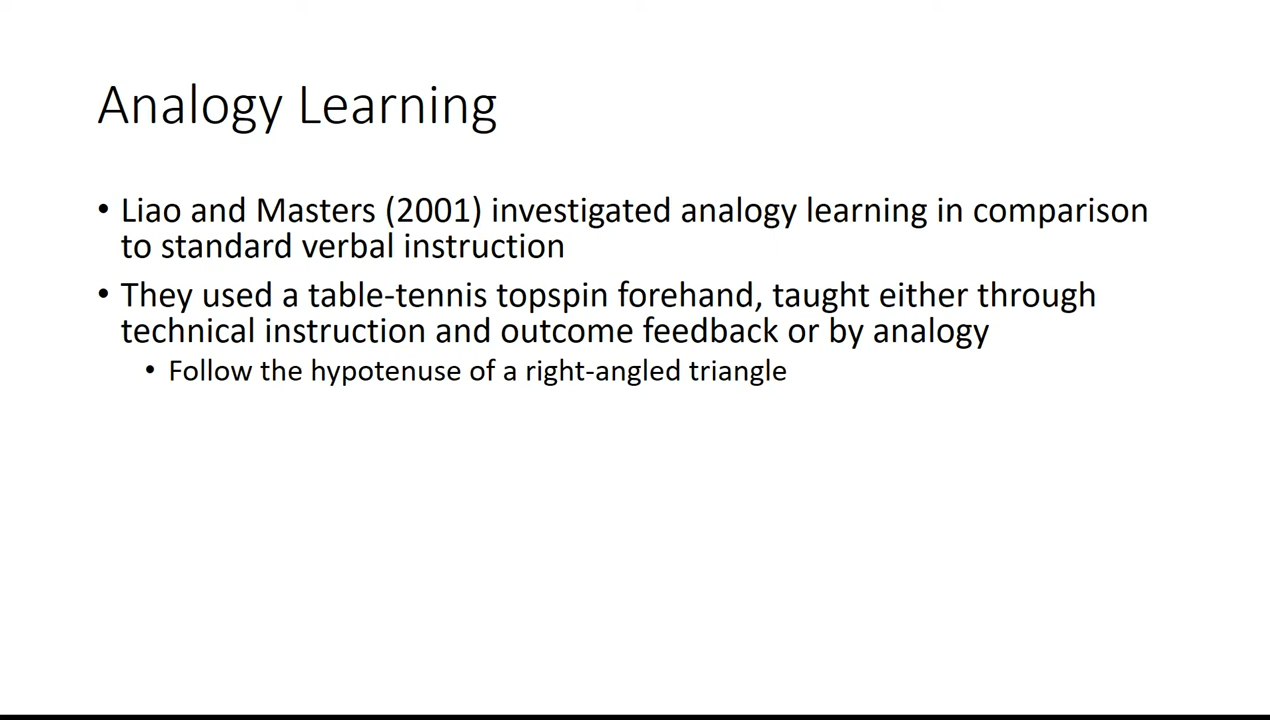 Analogy Learning
• Liao and Masters (2001) investigated analogy learning in comparison
to standard verbal instruction
• They used a table-tennis topspin forehand, taught either through
technical instruction and outcome feedback or by analogy
• Follow the hypotenuse of a right-angled triangle